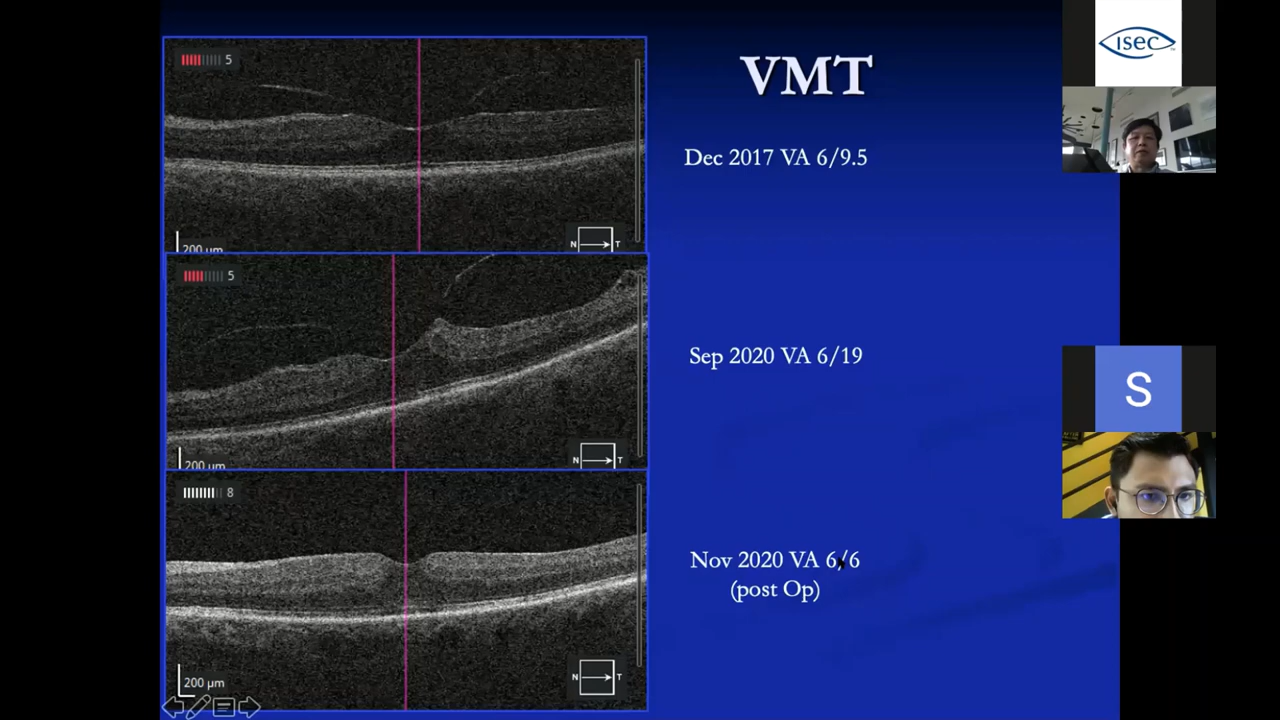 VMT
5
200 µm
N T
Dec 2017 VA 6/9.5
5
200 µm
N T
Sep 2020 VA 6/19
8
200 µm
N T
Nov 2020 VA 6/6
(post Op)
ISEC
S